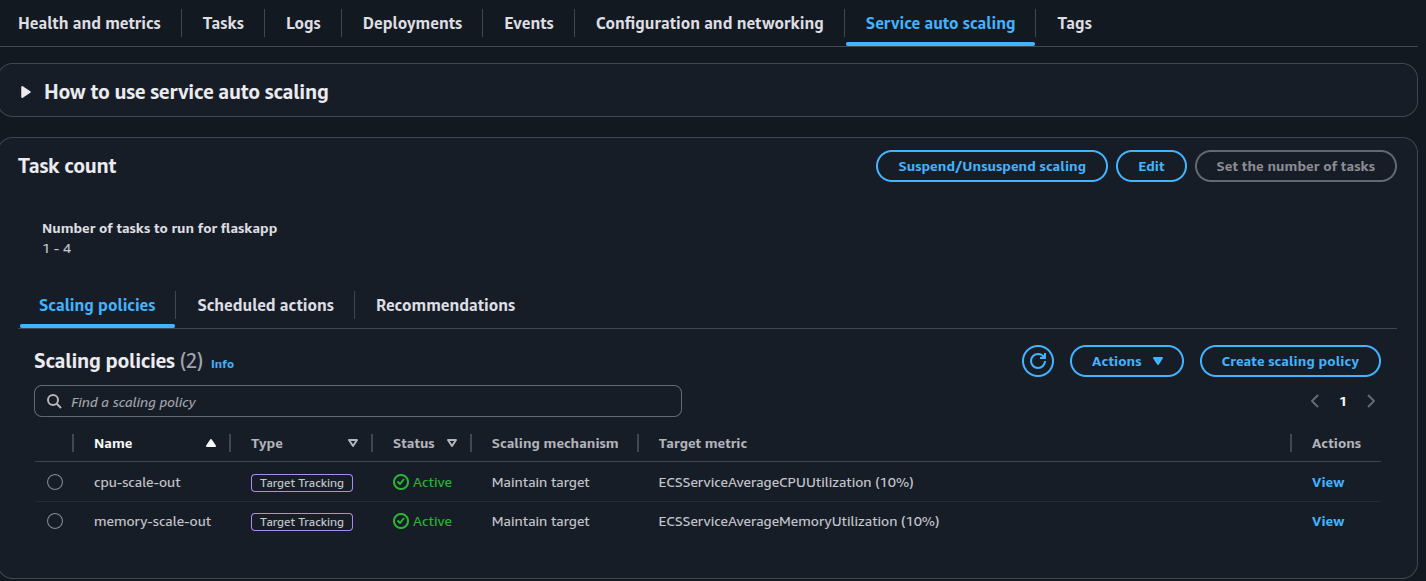 Health and metrics Tasks Logs Deployments Events Configuration and networking Service auto scaling Tags
How to use service auto scaling
Task count Suspend/Unsuspend scaling Edit Set the number of tasks
Number of tasks to run for flaskapp
1 - 4
Scaling policies Scheduled actions Recommendations
Scaling policies (2) Info Actions Create scaling policy
Find a scaling policy 1
Name Type Status Scaling mechanism Target metric Actions
cpu-scale-out Target Tracking Active Maintain target ECSServiceAverageCPUUtilization (10%) View
memory-scale-out Target Tracking Active Maintain target ECSServiceAverageMemoryUtilization (10%) View